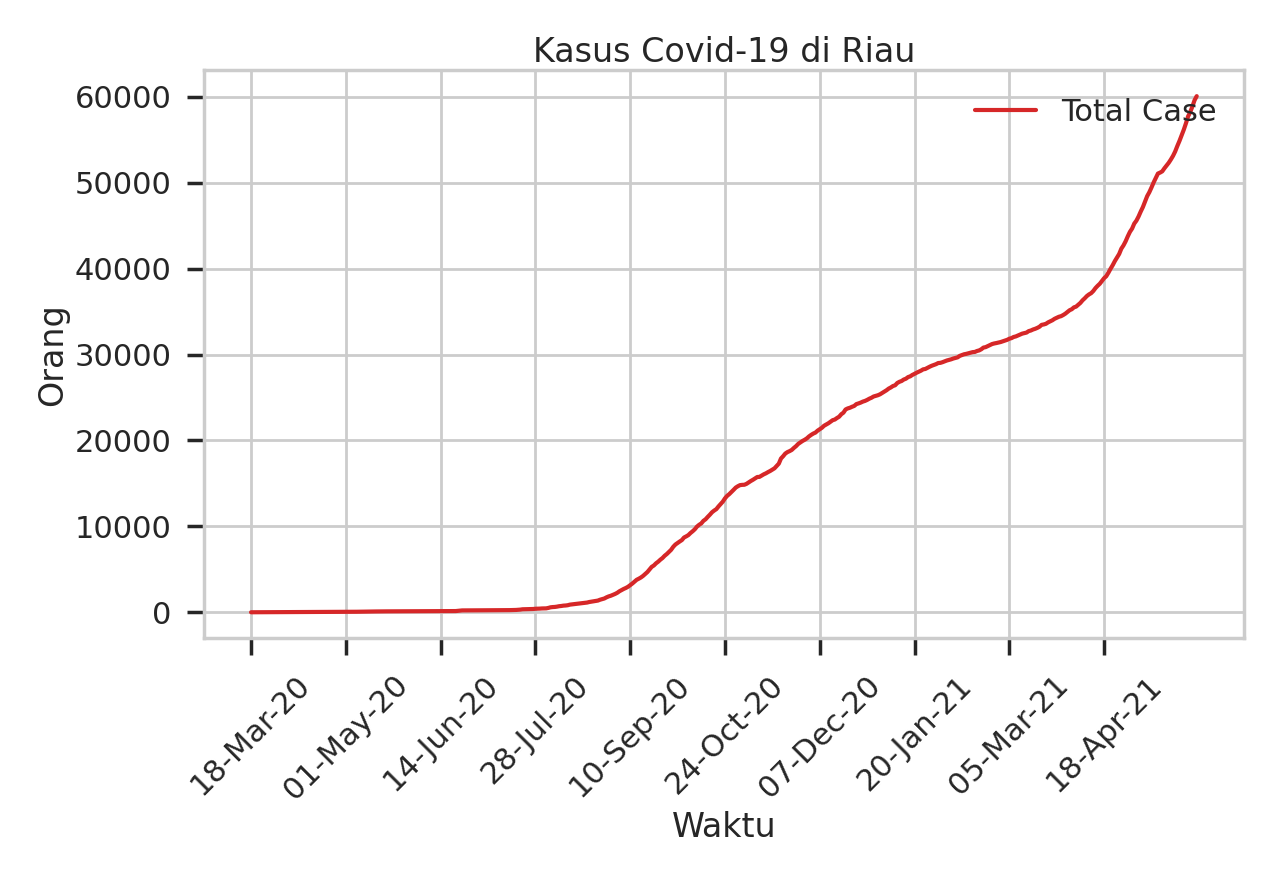 Kasus Covid-19 di Riau
60000
50000
40000
30000
20000
10000
0
Orang
Total Case
18-Mar-20
01-May-20
14-Jun-20
28-Jul-20
10-Sep-20
24-Oct-20
07-Dec-20
20-Jan-21
05-Mar-21
18-Apr-21
Waktu